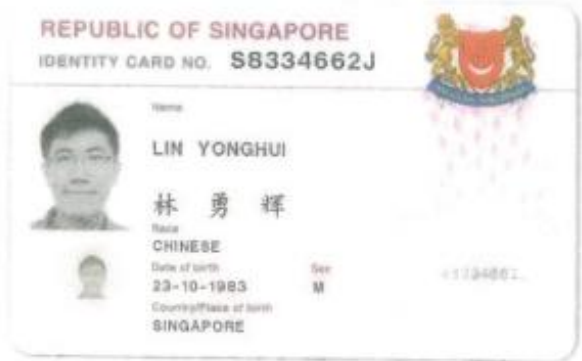 REPUBLIC OF SINGAPORE
IDENTITY CARD NO. S8334662J
Name
LIN YONGHUI
林 勇 辉
Race
CHINESE
Date of birth Sex
23-10-1983 M
Country/Place of birth
SINGAPORE